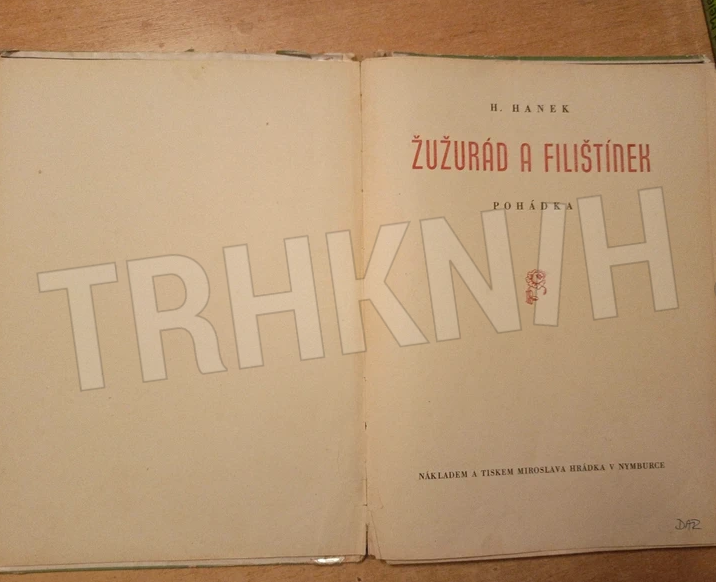 H. HANEK
ŽUŽURÁD A FILIŠTÍNEK
POHÁDKA
TRHKNIH
NÁKLADEM A TISKEM MIROSLAVA HRÁDKA V NYMBURCE
DAR